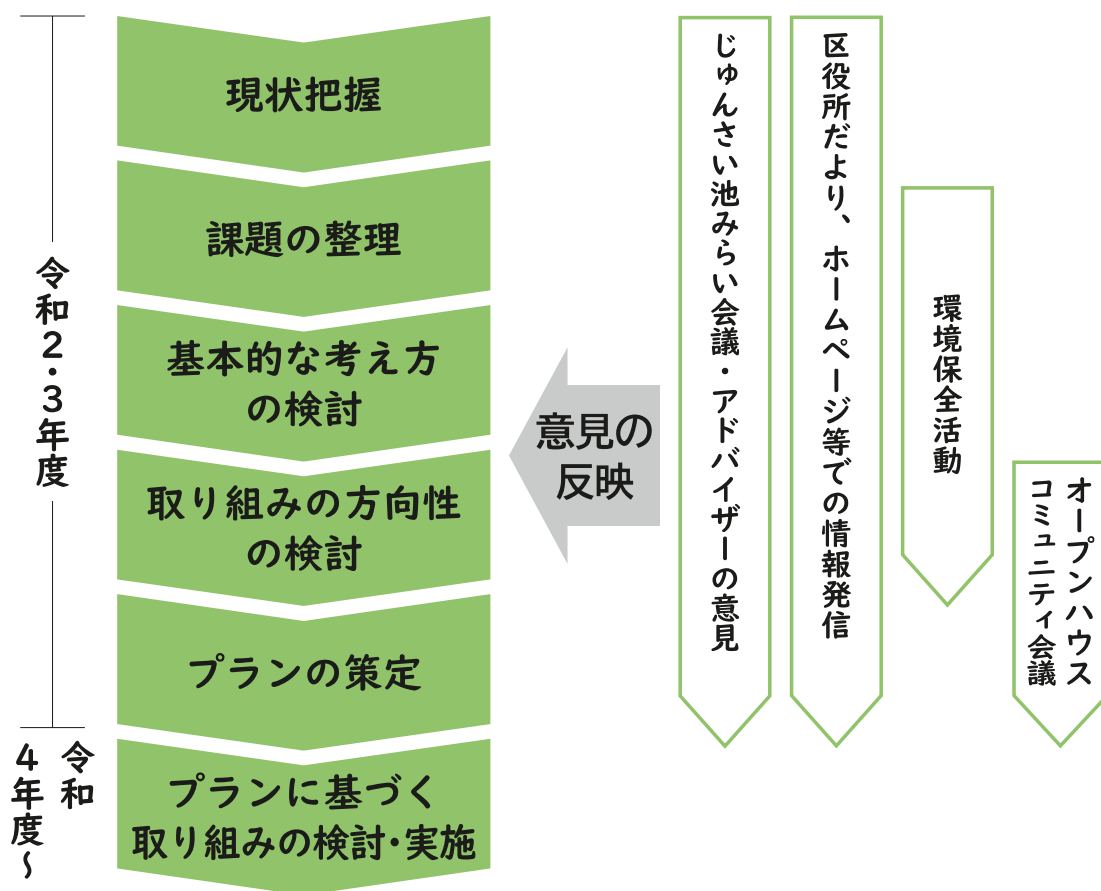 令和2・3年度
令和
4年度～
現状把握
課題の整理
基本的な考え方
の検討
取り組みの方向性
の検討
プランの策定
プランに基づく
取り組みの検討・実施
意見の
反映
じゅんさい池みらい会議・アドバイザーの意見
区役所だより、ホームページ等での情報発信
環境保全活動
オープンハウス
コミュニティ会議